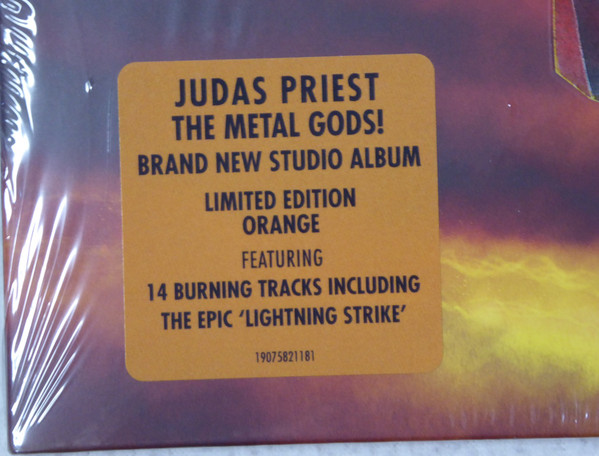 JUDAS PRIEST
THE METAL GODS!
BRAND NEW STUDIO ALBUM
LIMITED EDITION
ORANGE
FEATURING
14 BURNING TRACKS INCLUDING
THE EPIC ‘LIGHTNING STRIKE’
19075821181